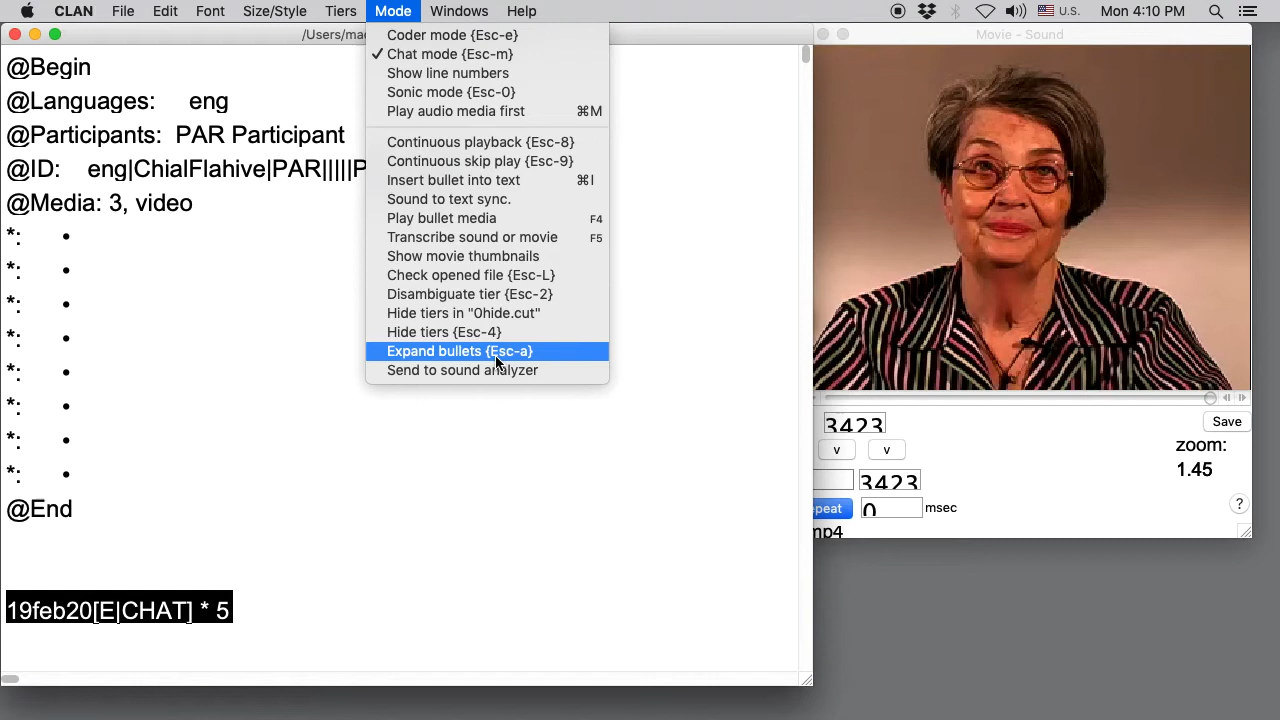 CLAN File Edit Font Size/Style Tiers Mode Windows Help U.S. Mon 4:10 PM
/Users/ma
Movie - Sound
Coder mode {Esc-e}
Chat mode {Esc-m}
Show line numbers
Sonic mode {Esc-0}
Play audio media first ⌘M
Continuous playback {Esc-8}
Continuous skip play {Esc-9}
Insert bullet into text ⌘I
Sound to text sync.
Play bullet media F4
Transcribe sound or movie F5
Show movie thumbnails
Check opened file {Esc-L}
Disambiguate tier {Esc-2}
Hide tiers in "0hide.cut"
Hide tiers {Esc-4}
Expand bullets {Esc-a}
Send to sound analyzer
@Begin
@Languages: eng
@Participants: PAR Participant
@ID: eng|ChialFlahive|PAR|||||P
@Media: 3, video
*: •
*: •
*: •
*: •
*: •
*: •
*: •
*: •
@End
19feb20[E|CHAT] * 5
3423
Save
v v
zoom:
1.45
3423
epeat 0 msec
?
mp4